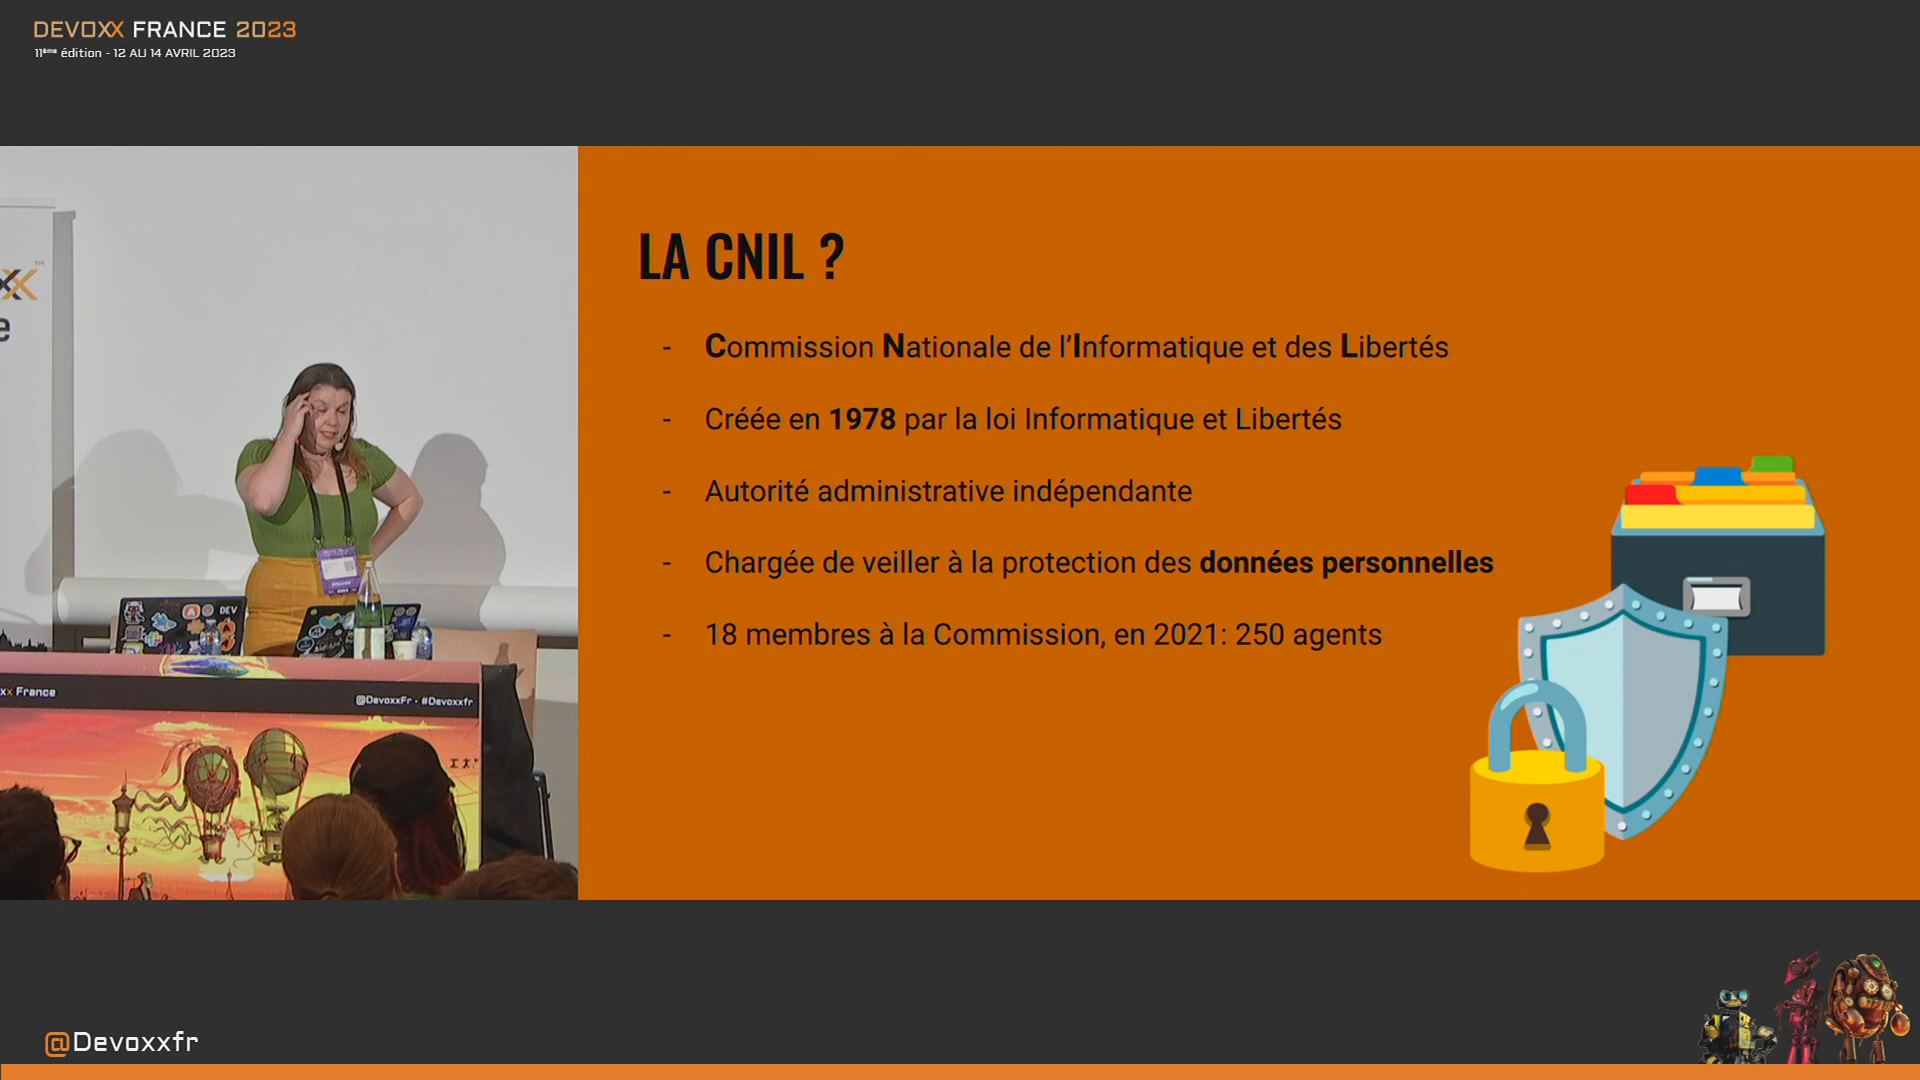 DEVOXX FRANCE 2023
11ème édition - 12 AU 14 AVRIL 2023
LA CNIL ?
- Commission Nationale de l'Informatique et des Libertés
- Créée en 1978 par la loi Informatique et Libertés
- Autorité administrative indépendante
- Chargée de veiller à la protection des données personnelles
- 18 membres à la Commission, en 2021: 250 agents
DEV
xx France
@DevoxxFr - #Devoxxfr
@Devoxxfr